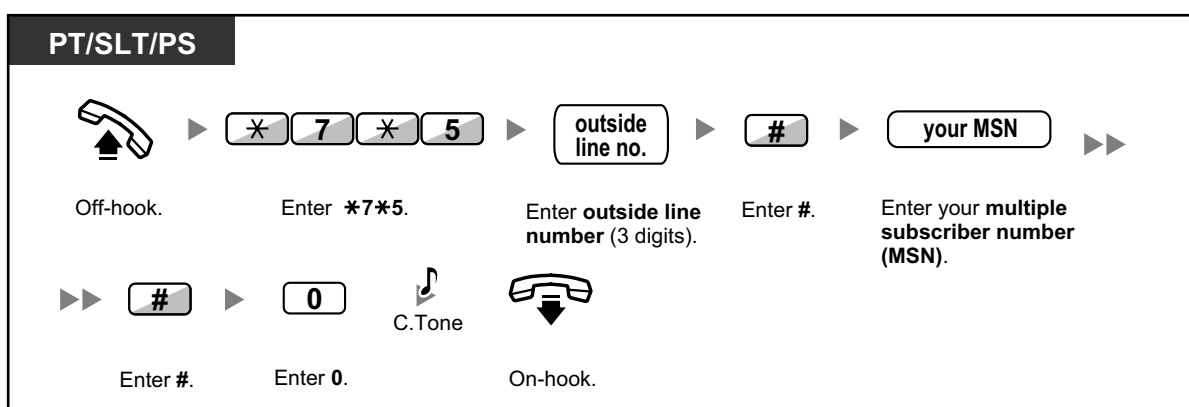 PT/SLT/PS
✳ 7 ✳ 5
outside
line no.
#
your MSN
Off-hook.
Enter ✳7✳5.
Enter outside line
number (3 digits).
Enter #.
Enter your multiple
subscriber number
(MSN).
#
0
C.Tone
Enter #.
Enter 0.
On-hook.